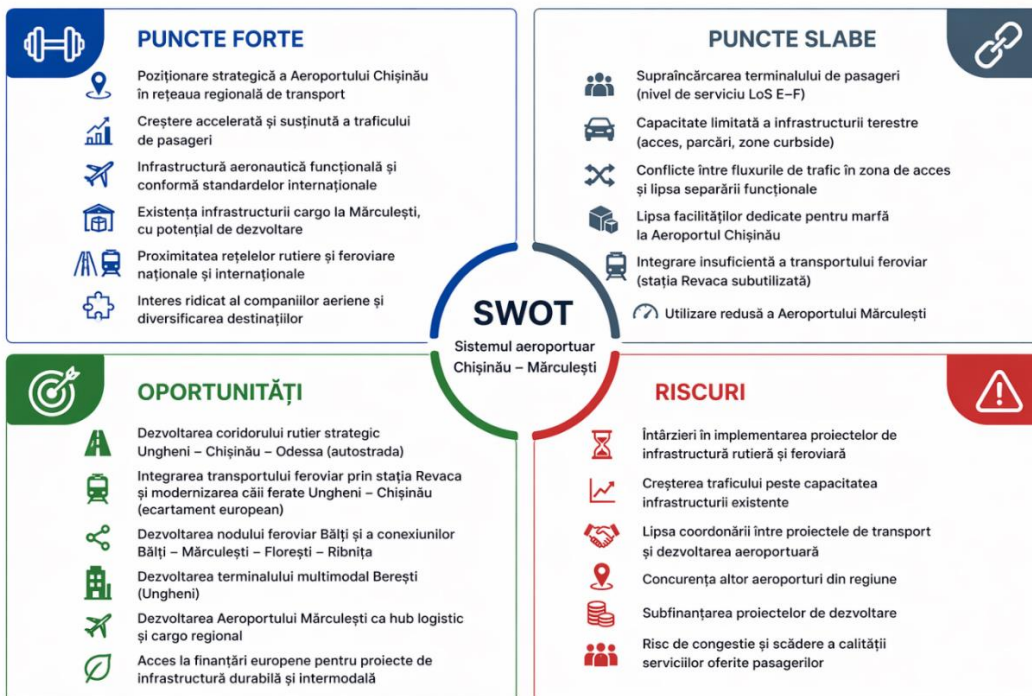 PUNCTE FORTE
Poziționare strategică a Aeroportului Chișinău
în rețeaua regională de transport
Creștere accelerată și susținută a traficului
de pasageri
Infrastructură aeronautică funcțională și
conformă standardelor internaționale
Existența infrastructurii cargo la Mărculești,
cu potențial de dezvoltare
Proximitatea rețelelor rutiere și feroviare
naționale și internaționale
Interes ridicat al companiilor aeriene și
diversificarea destinațiilor
PUNCTE SLABE
Supraîncărcarea terminalului de pasageri
(nivel de serviciu LoS E–F)
Capacitate limitată a infrastructurii terestre
(acces, parcări, zone curbside)
Conflicte între fluxurile de trafic în zona de acces
și lipsa separării funcționale
Lipsa facilităților dedicate pentru marfă
la Aeroportul Chișinău
Integrare insuficientă a transportului feroviar
(stația Revaca subutilizată)
Utilizare redusă a Aeroportului Mărculești
SWOT
Sistemul aeroportuar
Chișinău – Mărculești
OPORTUNITĂȚI
Dezvoltarea coridorului rutier strategic
Ungheni – Chișinău – Odessa (autostrada)
Integrarea transportului feroviar prin stația Revaca
și modernizarea căii ferate Ungheni – Chișinău
(ecartament european)
Dezvoltarea nodului feroviar Bălți și a conexiunilor
Bălți – Mărculești – Florești – Ribnița
Dezvoltarea terminalului multimodal Berești
(Ungheni)
Dezvoltarea Aeroportului Mărculești ca hub logistic
și cargo regional
Acces la finanțări europene pentru proiecte de
infrastructură durabilă și intermodală
RISCURI
Întârzieri în implementarea proiectelor de
infrastructură rutieră și feroviară
Creșterea traficului peste capacitatea
infrastructurii existente
Lipsa coordonării între proiectele de transport
și dezvoltarea aeroportuară
Concurența altor aeroporturi din regiune
Subfinanțarea proiectelor de dezvoltare
Risc de congestie și scădere a calității
serviciilor oferite pasagerilor